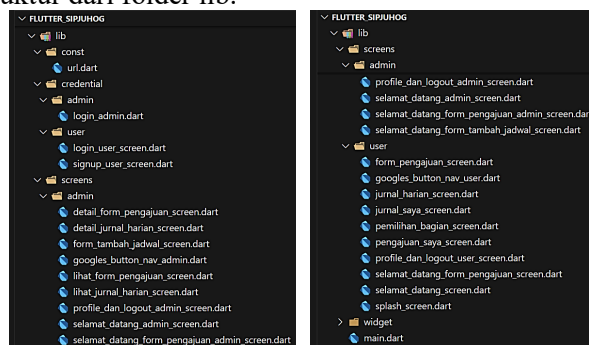 uktur dari folder lib.
FLUTTER_SIPJUHOG
lib
const
url.dart
credential
admin
login_admin.dart
user
login_user_screen.dart
signup_user_screen.dart
screens
admin
detail_form_pengajuan_screen.dart
detail_jurnal_harian_screen.dart
form_tambah_jadwal_screen.dart
googles_button_nav_admin.dart
lihat_form_pengajuan_screen.dart
lihat_jurnal_harian_screen.dart
profile_dan_logout_admin_screen.dart
selamat_datang_admin_screen.dart
selamat_datang_form_pengajuan_admin_screen.dart
FLUTTER_SIPJUHOG
lib
screens
admin
profile_dan_logout_admin_screen.dart
selamat_datang_admin_screen.dart
selamat_datang_form_pengajuan_admin_screen.dar
selamat_datang_form_tambah_jadwal_screen.dart
user
form_pengajuan_screen.dart
googles_button_nav_user.dart
jurnal_harian_screen.dart
jurnal_saya_screen.dart
pemilihan_bagian_screen.dart
pengajuan_saya_screen.dart
profile_dan_logout_user_screen.dart
selamat_datang_form_pengajuan_screen.dart
selamat_datang_screen.dart
splash_screen.dart
widget
main.dart